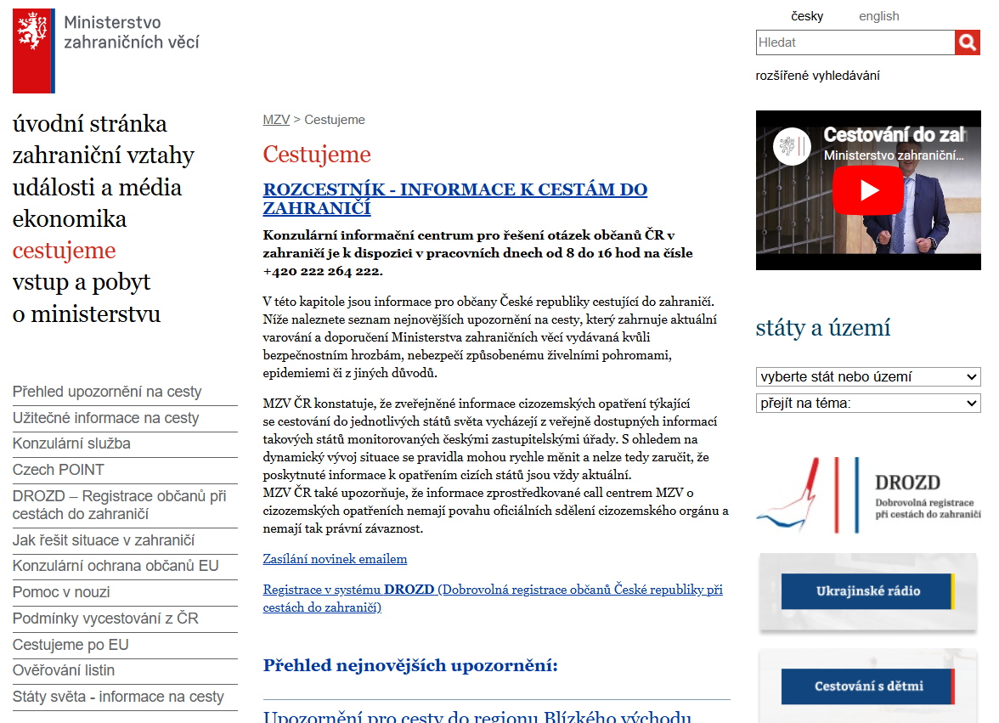 Ministerstvo
zahraničních věcí
česky
english
Hledat
rozšířené vyhledávání
úvodní stránka
zahraniční vztahy
události a média
ekonomika
cestujeme
vstup a pobyt
o ministerstvu
Přehled upozornění na cesty
Užitečné informace na cesty
Konzulární služba
Czech POINT
DROZD – Registrace občanů při
cestách do zahraničí
Jak řešit situace v zahraničí
Konzulární ochrana občanů EU
Pomoc v nouzi
Podmínky vycestování z ČR
Cestujeme po EU
Ověřování listin
Státy světa - informace na cesty
MZV > Cestujeme
Cestujeme
ROZCESTNÍK - INFORMACE K CESTÁM DO
ZAHRANIČÍ
Konzulární informační centrum pro řešení otázek občanů ČR v
zahraničí je k dispozici v pracovních dnech od 8 do 16 hod na čísle
+420 222 264 222.
V této kapitole jsou informace pro občany České republiky cestující do zahraničí.
Níže naleznete seznam nejnovějších upozornění na cesty, který zahrnuje aktuální
varování a doporučení Ministerstva zahraničních věcí vydávaná kvůli
bezpečnostním hrozbám, nebezpečí způsobenému živelními pohromami,
epidemiemi či z jiných důvodů.
MZV ČR konstatuje, že zveřejněné informace cizozemských opatření týkající
se cestování do jednotlivých států světa vycházejí z veřejně dostupných informací
takových států monitorovaných českými zastupitelskými úřady. S ohledem na
dynamický vývoj situace se pravidla mohou rychle měnit a nelze tedy zaručit, že
poskytnuté informace k opatřením cizích států jsou vždy aktuální.
MZV ČR také upozorňuje, že informace zprostředkované call centrem MZV o
cizozemských opatřeních nemají povahu oficiálních sdělení cizozemského orgánu a
nemají tak právní závaznost.
Zasílání novinek emailem
Registrace v systému DROZD (Dobrovolná registrace občanů České republiky při
cestách do zahraničí)
Přehled nejnovějších upozornění:
Upozornění pro cesty do regionu Blízkého východu
Cestování do zah
Ministerstvo zahraniční...
státy a území
vyberte stát nebo území
přejít na téma:
DROZD
Dobrovolná registrace
při cestách do zahraničí
Ukrajinské rádio
Cestování s dětmi